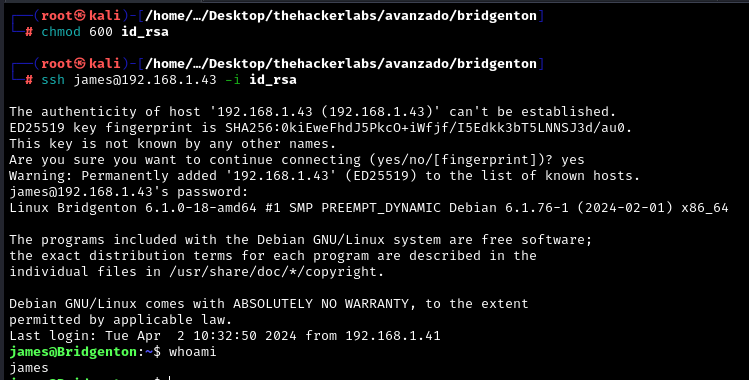 ┌──(root㉿kali)-[/home/…/Desktop/thehackerlabs/avanzado/bridgenton]
└─# chmod 600 id_rsa
┌──(root㉿kali)-[/home/…/Desktop/thehackerlabs/avanzado/bridgenton]
└─# ssh james@192.168.1.43 -i id_rsa
The authenticity of host '192.168.1.43 (192.168.1.43)' can't be established.
ED25519 key fingerprint is SHA256:0kiEweFhdJ5PkcO+iWfjf/I5Edkk3bT5LNNSJ3d/au0.
This key is not known by any other names.
Are you sure you want to continue connecting (yes/no/[fingerprint])? yes
Warning: Permanently added '192.168.1.43' (ED25519) to the list of known hosts.
james@192.168.1.43's password:
Linux Bridgenton 6.1.0-18-amd64 #1 SMP PREEMPT_DYNAMIC Debian 6.1.76-1 (2024-02-01) x86_64
The programs included with the Debian GNU/Linux system are free software;
the exact distribution terms for each program are described in the
individual files in /usr/share/doc/*/copyright.
Debian GNU/Linux comes with ABSOLUTELY NO WARRANTY, to the extent
permitted by applicable law.
Last login: Tue Apr  2 10:32:50 2024 from 192.168.1.41
james@Bridgenton:~$ whoami
james